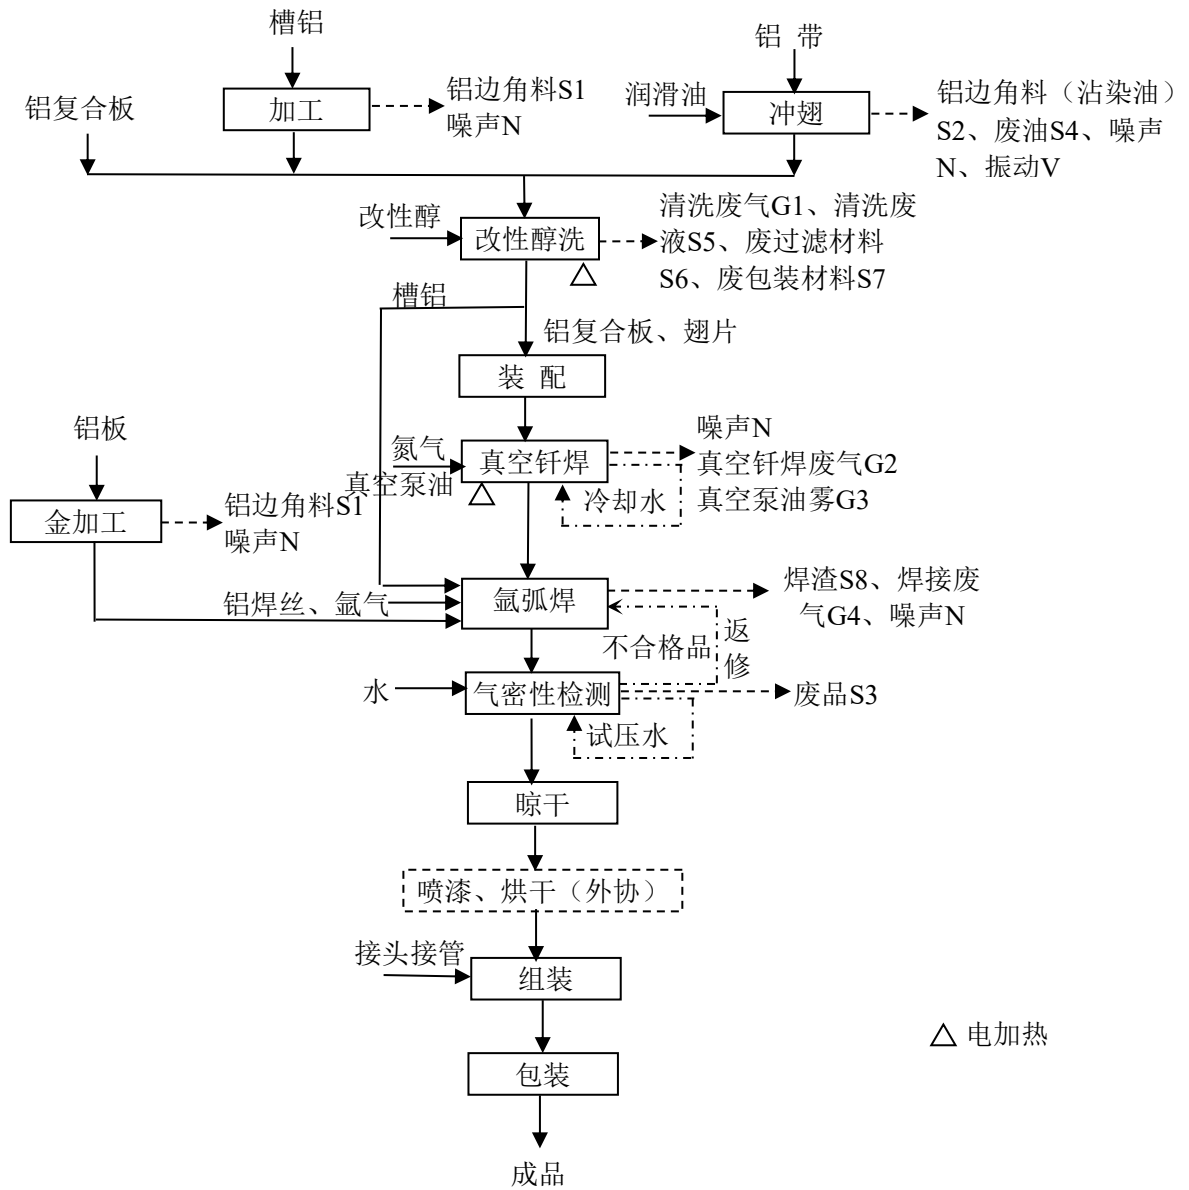 槽铝
铝 带
铝复合板
加工
铝边角料S1
噪声N
润滑油
冲翅
铝边角料（沾染油）
S2、废油S4、噪声
N、振动V
改性醇
改性醇洗
清洗废气G1、清洗废
液S5、废过滤材料
S6、废包装材料S7
槽铝
铝复合板、翅片
装 配
铝板
氮气
真空泵油
真空钎焊
冷却水
噪声N
真空钎焊废气G2
真空泵油雾G3
金加工
铝边角料S1
噪声N
铝焊丝、氩气
氩弧焊
焊渣S8、焊接废
气G4、噪声N
不合格品
返
修
水
气密性检测
废品S3
试压水
晾干
喷漆、烘干（外协）
接头接管
组装
电加热
包装
成品